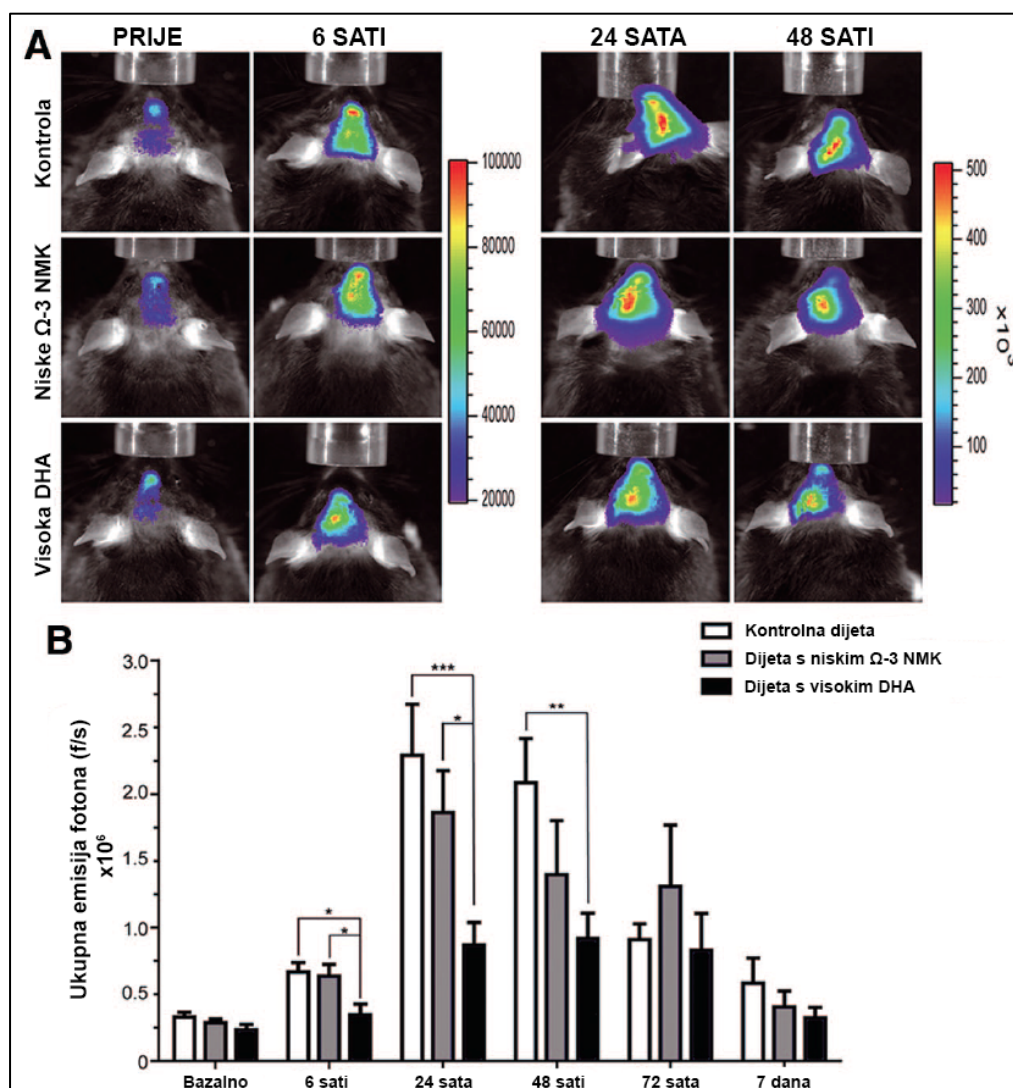 A
PRIJE 6 SATI 24 SATA 48 SATI
Kontrola
Niske Ω-3 NMK
Visoka DHA
100000
80000
60000
40000
20000
500
400
300
200
100
×10³
B
Kontrolna dijeta
Dijeta s niskim Ω-3 NMK
Dijeta s visokim DHA
Ukupna emisija fotona (f/s)
x10⁶
3.0
2.5
2.0
1.5
1.0
0.5
0
*
*
***
*
**
Bazalno 6 sati 24 sata 48 sati 72 sata 7 dana